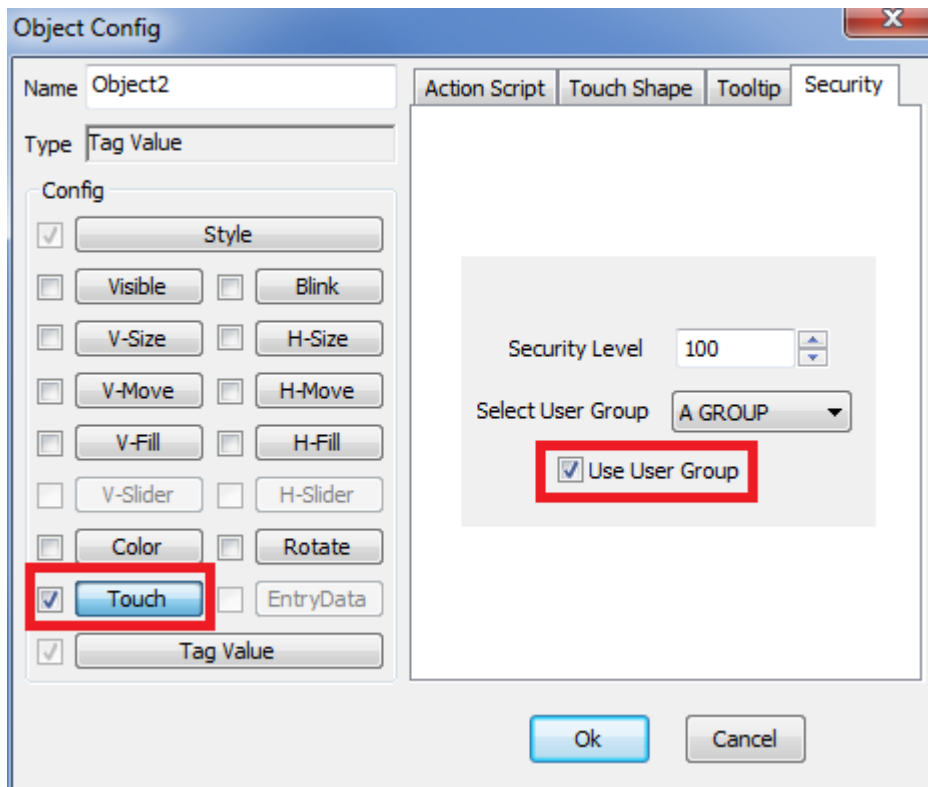 Object Config
Name Object2
Type Tag Value
Config
Style
Visible Blink
V-Size H-Size
V-Move H-Move
V-Fill H-Fill
V-Slider H-Slider
Color Rotate
Touch EntryData
Tag Value
Action Script Touch Shape Tooltip Security
Security Level 100
Select User Group A GROUP
Use User Group
Ok Cancel